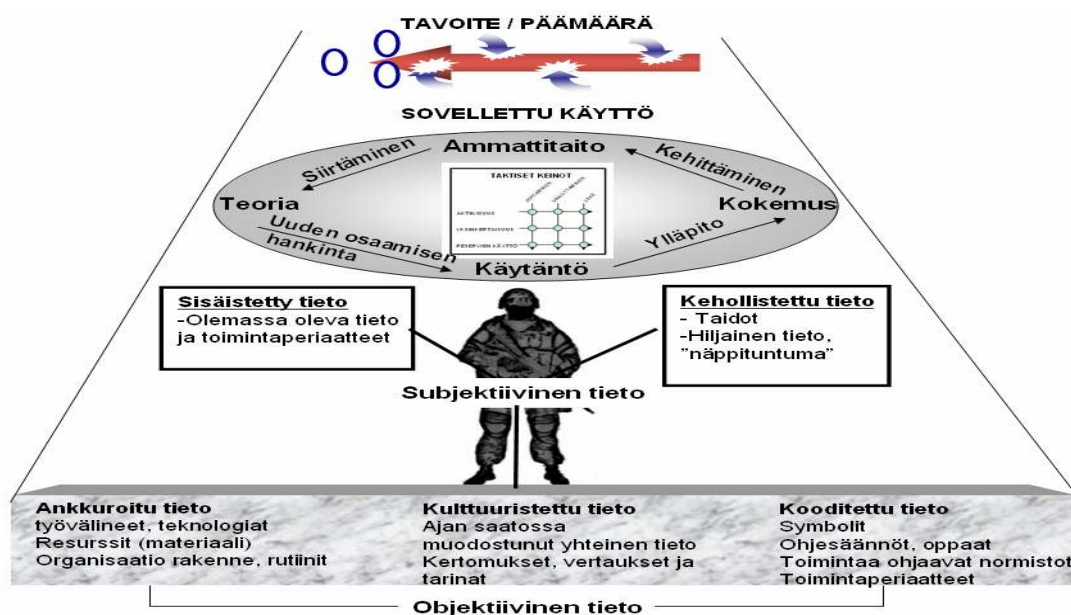 TAVOITE / PÄÄMÄÄRÄ
SOVELLETTU KÄYTTÖ
Siirtäminen
Ammattitaito
Kehittäminen
TAKTISET KEINOT
Teoria
Kokemus
Uuden osaamisen
hankinta
Ylläpito
Käytäntö
Sisäistetty tieto
-Olemassa oleva tieto
ja toimintaperiaatteet
Kehollistettu tieto
- Taidot
-Hiljainen tieto,
"näppituntuma"
Subjektiivinen tieto
Ankkuroitu tieto
työvälineet, teknologiat
Resurssit (materiaali)
Organisaatio rakenne, rutiinit
Kulttuuristettu tieto
Ajan saatossa
muodostunut yhteinen tieto
Kertomukset, vertaukset ja
tarinat
Kooditettu tieto
Symbolit
Ohjesäännöt, oppaat
Toimintaa ohjaavat normistot
Toimintaperiaatteet
Objektiivinen tieto